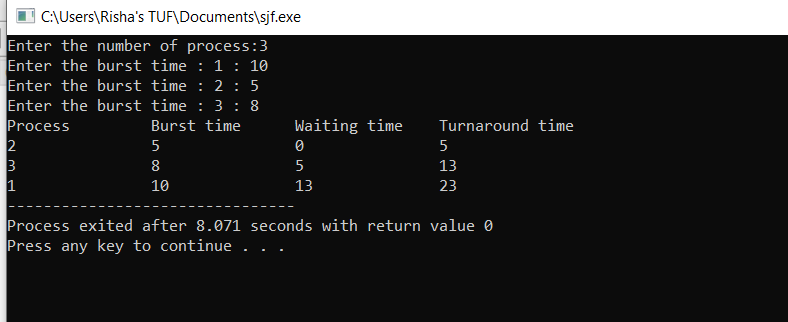 C:\Users\Risha's TUF\Documents\sjf.exe
Enter the number of process:3
Enter the burst time : 1 : 10
Enter the burst time : 2 : 5
Enter the burst time : 3 : 8
Process Burst time Waiting time Turnaround time
2 5 0 5
3 8 5 13
1 10 13 23
--------------------------------
Process exited after 8.071 seconds with return value 0
Press any key to continue . . .